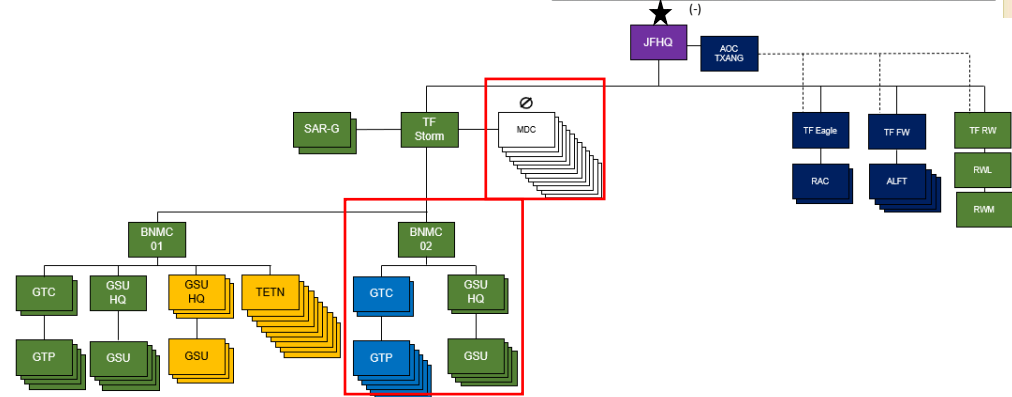 (-)
JFHQ
AOC
TXANG
SAR-G
TF
Storm
MDC
TF Eagle
TF FW
TF RW
RAC
ALFT
RWL
RWM
BNMC
01
BNMC
02
GTC
GSU
HQ
GSU
HQ
TETN
GTC
GSU
HQ
GTP
GSU
GSU
GTP
GSU